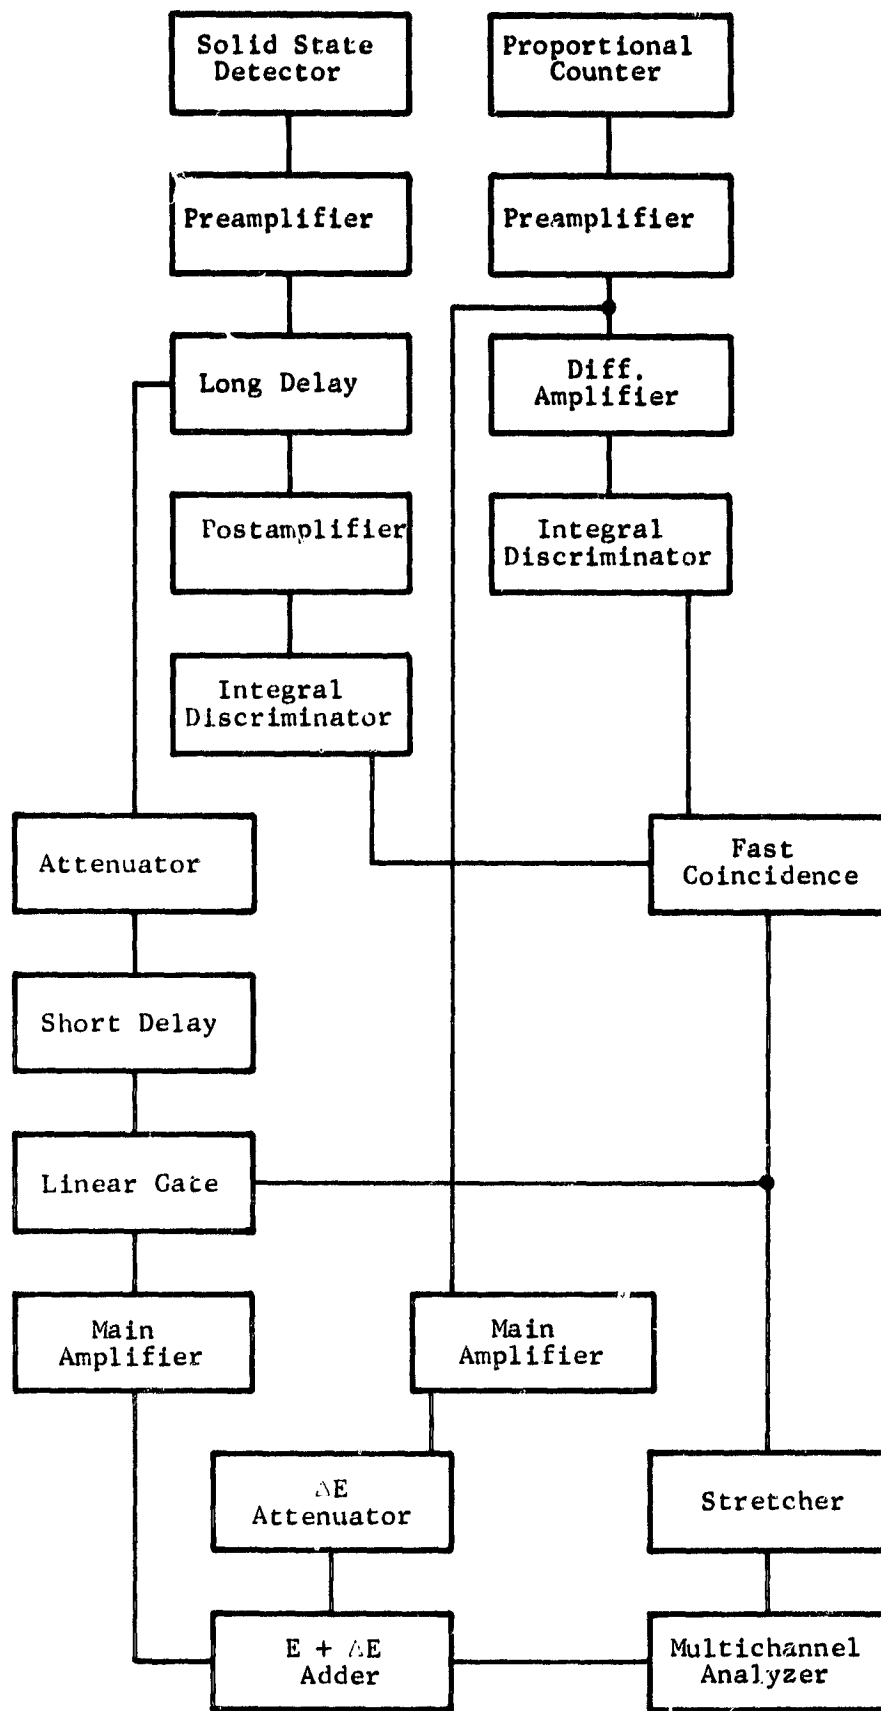 Solid State
Detector
Proportional
Counter
Preamplifier
Preamplifier
Long Delay
Diff.
Amplifier
Postamplifier
Integral
Discriminator
Integral
Discriminator
Attenuator
Fast
Coincidence
Short Delay
Linear Gate
Main
Amplifier
Main
Amplifier
ΔE
Attenuator
Stretcher
E + ΔE
Adder
Multichannel
Analyzer